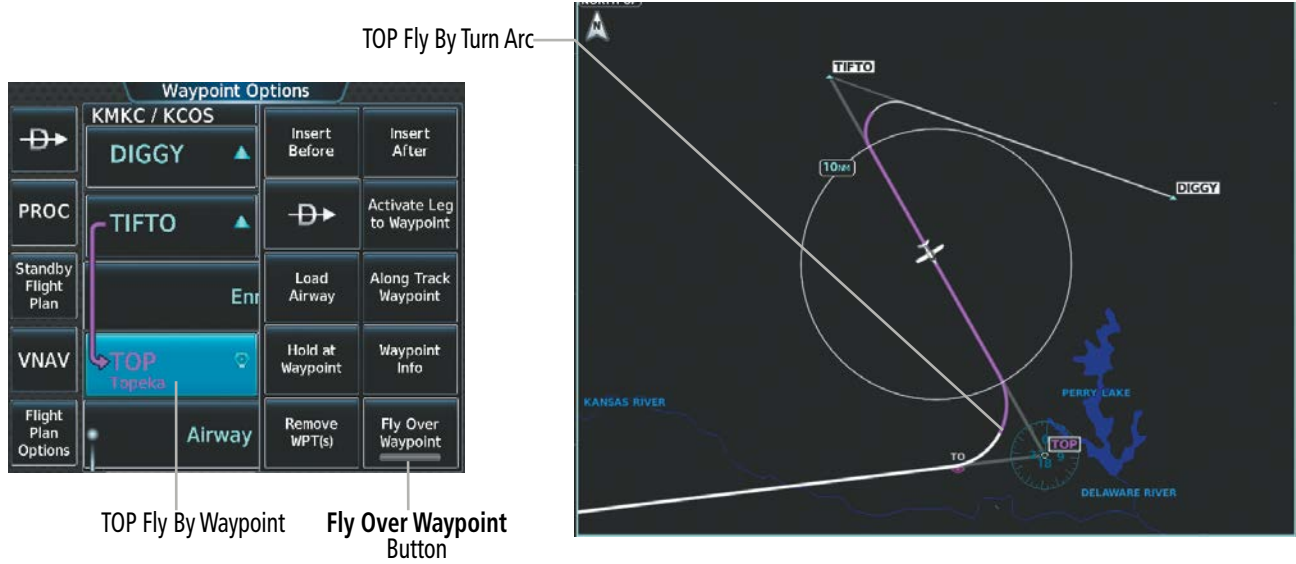 TOP Fly By Turn Arc
Waypoint Options
KMKC / KCOS
DIGGY
TIFTO
Enr
TOP
Topeka
Airway
D
PROC
Standby
Flight
Plan
VNAV
Flight
Plan
Options
Insert
Before
Insert
After
D
Activate Leg
to Waypoint
Load
Airway
Along Track
Waypoint
Hold at
Waypoint
Waypoint
Info
Remove
WPT(s)
Fly Over
Waypoint
TOP Fly By Waypoint
Fly Over Waypoint
Button
N
TIFTO
10NM
DIGGY
KANSAS RIVER
PERRY LAKE
TO
TOP
9
18
DELAWARE RIVER